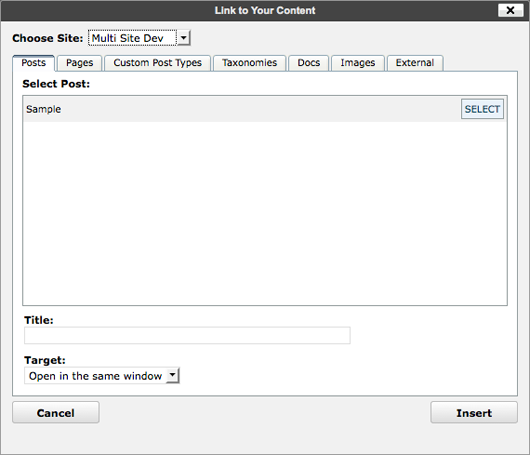 Link to Your Content
Choose Site: Multi Site Dev
Posts Pages Custom Post Types Taxonomies Docs Images External
Select Post:
Sample SELECT
Title:
Target:
Open in the same window
Cancel Insert